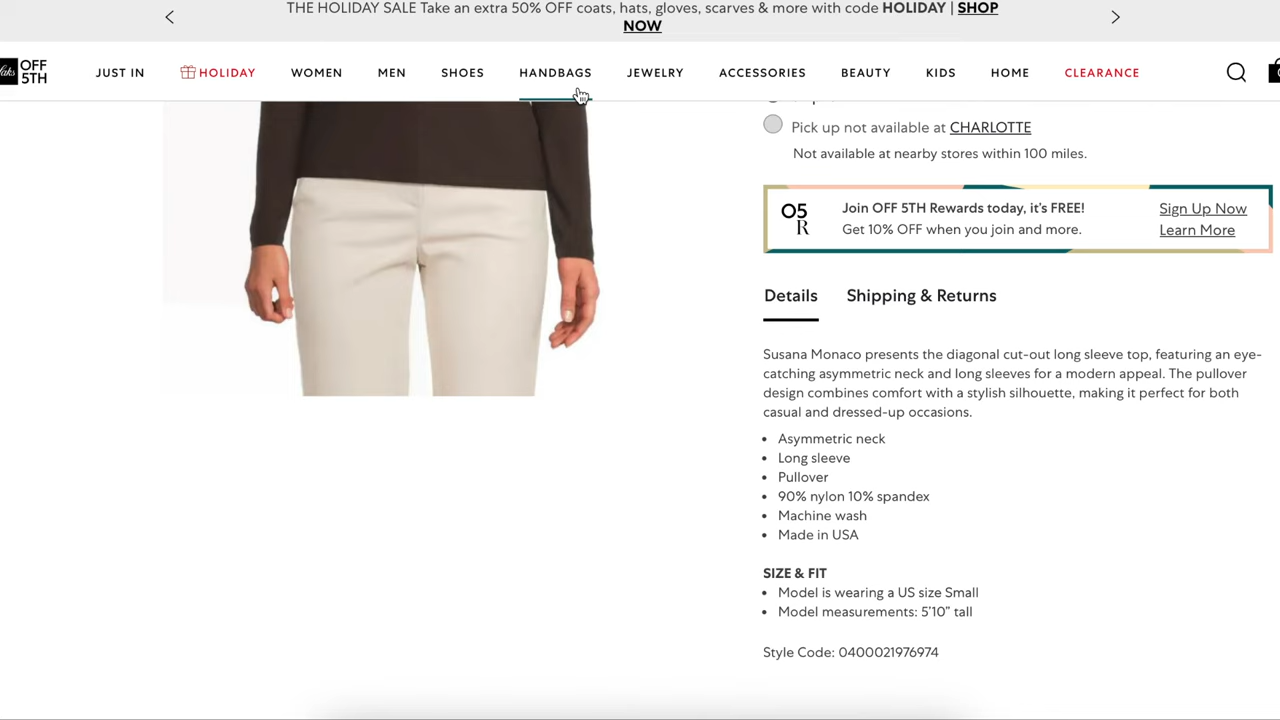 THE HOLIDAY SALE Take an extra 50% OFF coats, hats, gloves, scarves & more with code HOLIDAY | SHOP
NOW
OFF
5TH
JUST IN
HOLIDAY
WOMEN
MEN
SHOES
HANDBAGS
JEWELRY
ACCESSORIES
BEAUTY
KIDS
HOME
CLEARANCE
Pick up not available at CHARLOTTE
Not available at nearby stores within 100 miles.
O5
R
Join OFF 5TH Rewards today, it's FREE!
Get 10% OFF when you join and more.
Sign Up Now
Learn More
Details
Shipping & Returns
Susana Monaco presents the diagonal cut-out long sleeve top, featuring an eye-
catching asymmetric neck and long sleeves for a modern appeal. The pullover
design combines comfort with a stylish silhouette, making it perfect for both
casual and dressed-up occasions.
• Asymmetric neck
• Long sleeve
• Pullover
• 90% nylon 10% spandex
• Machine wash
• Made in USA
SIZE & FIT
• Model is wearing a US size Small
• Model measurements: 5'10" tall
Style Code: 0400021976974